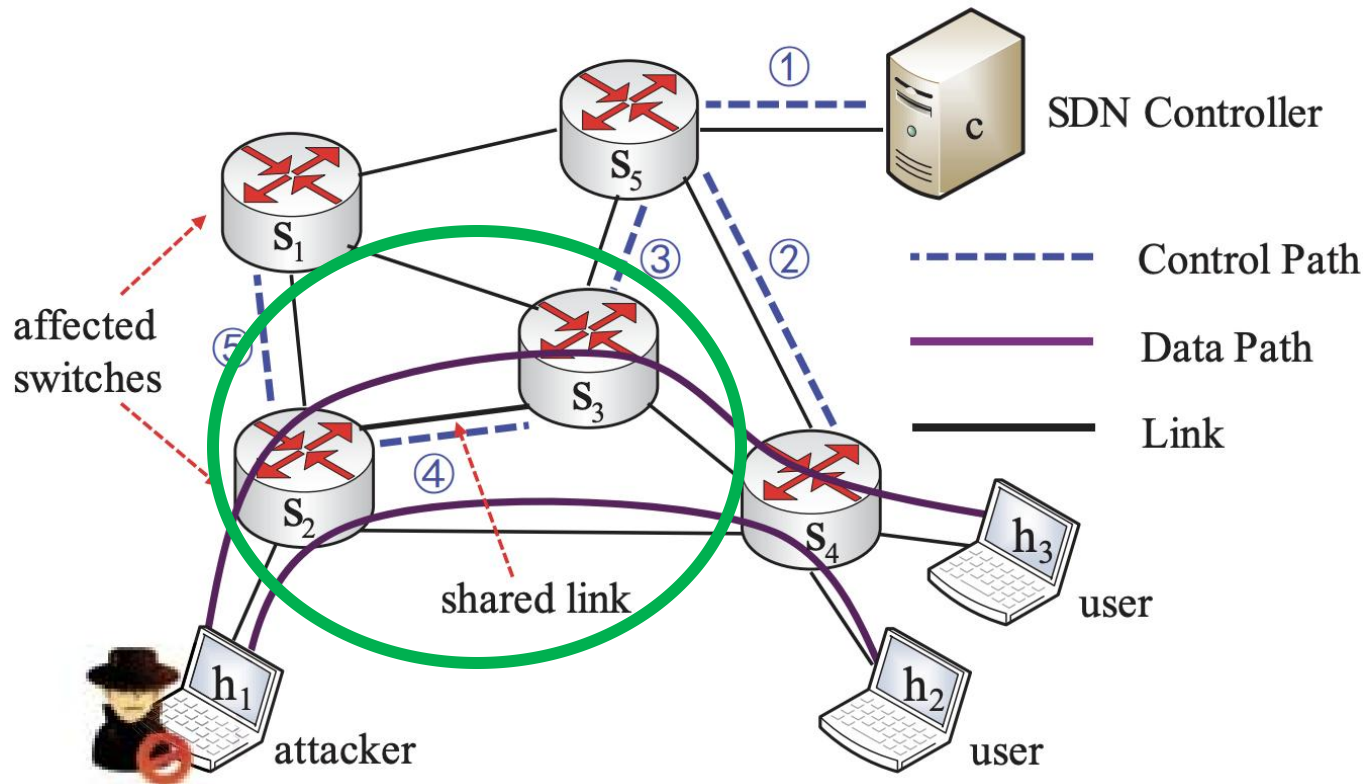 ①
c
SDN Controller
S₅
S₁
③
②
Control Path
affected
switches
⑤
Data Path
S₃
Link
④
S₂
S₄
h₃
shared link
user
h₁
h₂
attacker
user